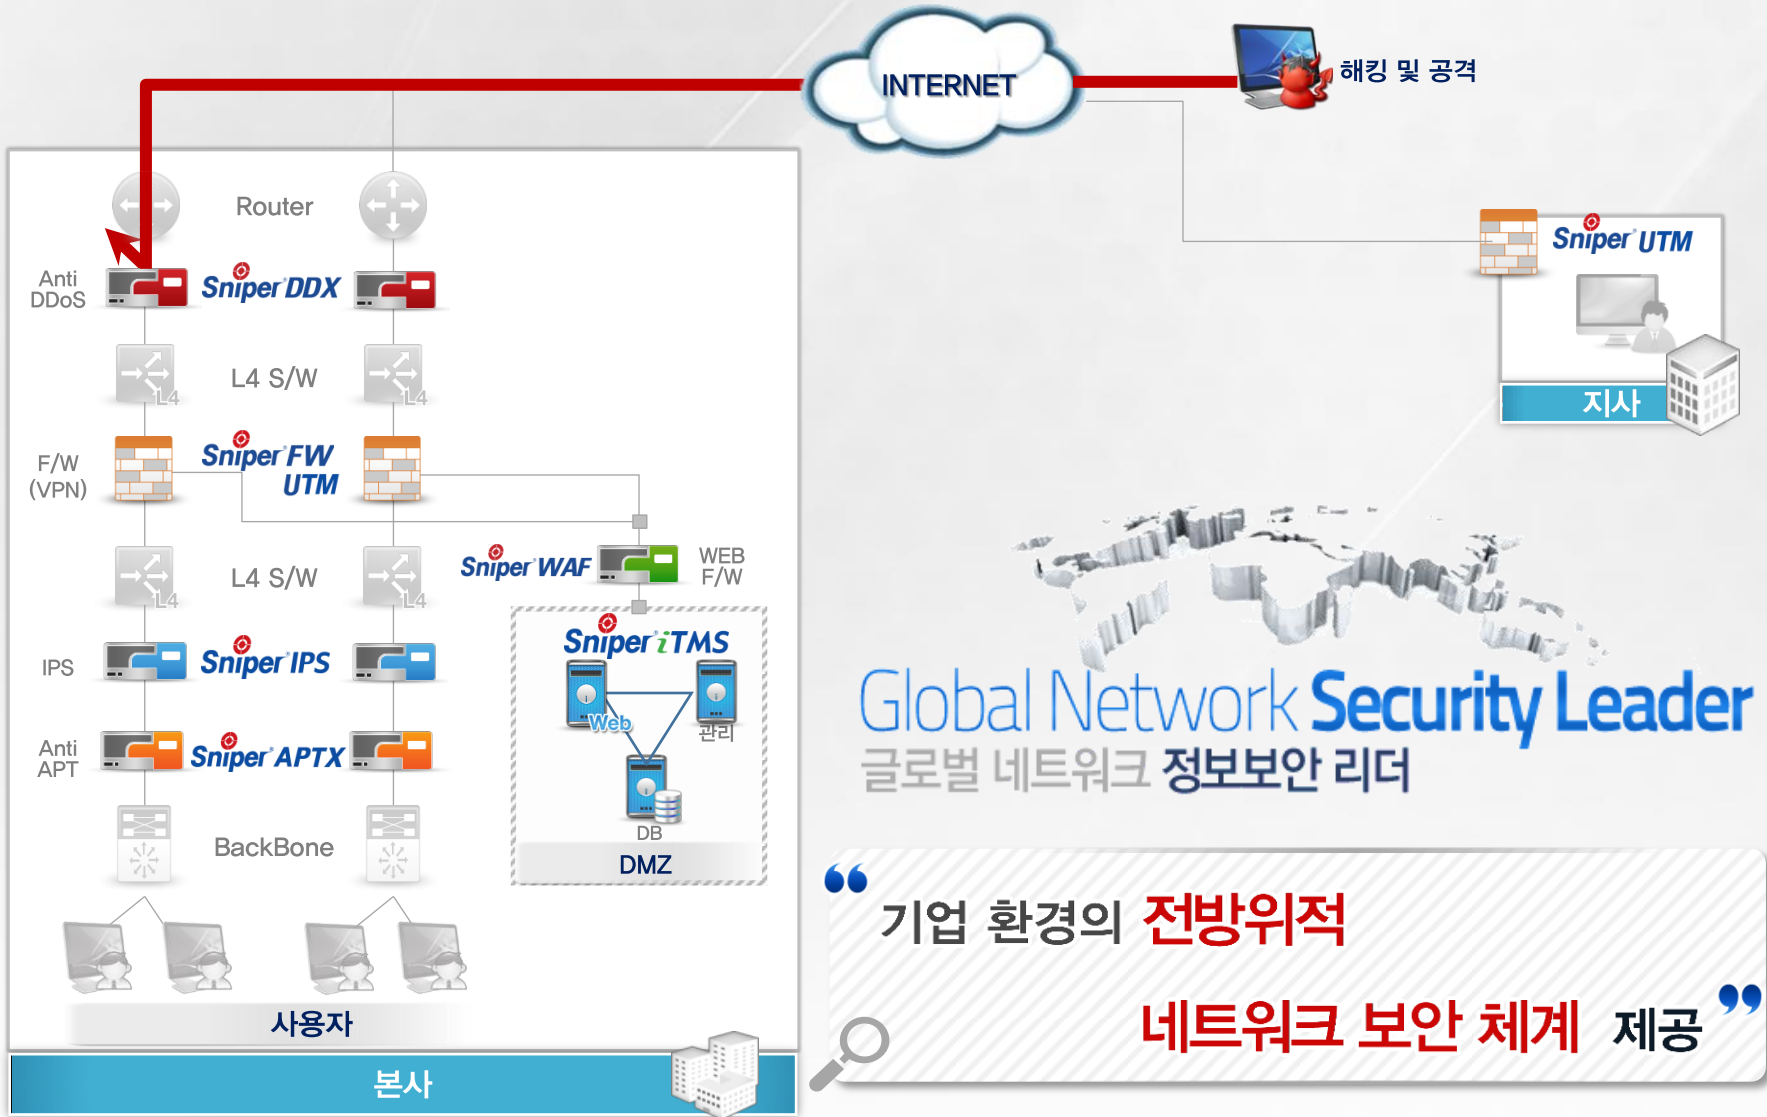 INTERNET
해킹 및 공격
Router
Anti
DDoS
Sniper DDX
L4 S/W
L4
L4
F/W
(VPN)
Sniper FW
UTM
L4 S/W
L4
L4
Sniper WAF
WEB
F/W
IPS
Sniper IPS
Anti
APT
Sniper APTX
BackBone
사용자
본사
Sniper iTMS
Web
관리
DB
DMZ
Sniper UTM
지사
Global Network Security Leader
글로벌 네트워크 정보보안 리더
“기업 환경의 전방위적
네트워크 보안 체계 제공”